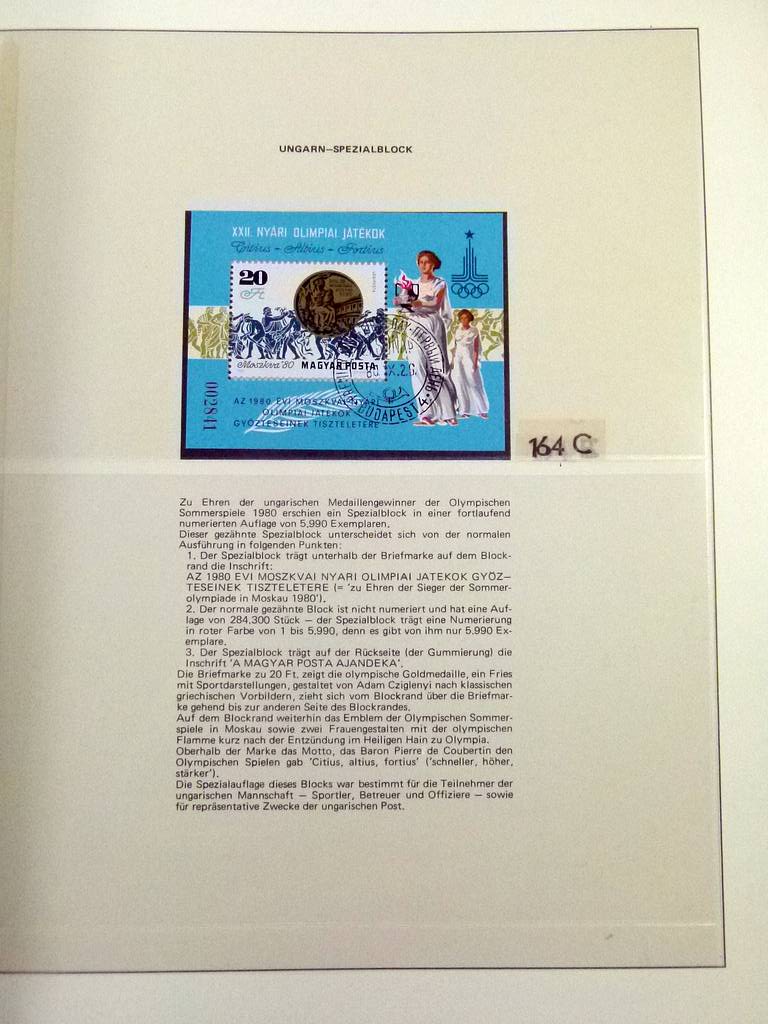 UNGARN—SPEZIALBLOCK
XXII. NYÁRI OLIMPIAI JÁTÉKOK
Citius - Altius - Fortius
20
Ft
Moszkva '80
MAGYAR POSTA
BUDAPEST 4.
002841
AZ 1980 ÉVI MOSZKVAI NYÁRI
OLIMPIAI JÁTÉKOK
GYŐZTESEINEK TISZTELETÉRE
164 C
Zu Ehren der ungarischen Medaillengewinner der Olympischen
Sommerspiele 1980 erschien ein Spezialblock in einer fortlaufend
numerierten Auflage von 5,990 Exemplaren.
Dieser gezähnte Spezialblock unterscheidet sich von der normalen
Ausführung in folgenden Punkten:
1. Der Spezialblock trägt unterhalb der Briefmarke auf dem Block-
rand die Inschrift:
AZ 1980 EVI MOSZKVAI NYARI OLIMPIAI JATEKOK GYÖZ—
TESEINEK TISZTELETERE (= 'zu Ehren der Sieger der Sommer-
olympiade in Moskau 1980').
2. Der normale gezähnte Block ist nicht numeriert und hat eine Auf-
lage von 284,300 Stück — der Spezialblock trägt eine Numerierung
in roter Farbe von 1 bis 5,990, denn es gibt von ihm nur 5,990 Ex-
emplare.
3. Der Spezialblock trägt auf der Rückseite (der Gummierung) die
Inschrift 'A MAGYAR POSTA AJANDEKA'.
Die Briefmarke zu 20 Ft. zeigt die olympische Goldmedaille, ein Fries
mit Sportdarstellungen, gestaltet von Adam Cziglenyi nach klassischen
griechischen Vorbildern, zieht sich vom Blockrand über die Briefmar-
ke gehend bis zur anderen Seite des Blockrandes.
Auf dem Blockrand weiterhin das Emblem der Olympischen Sommer-
spiele in Moskau sowie zwei Frauengestalten mit der olympischen
Flamme kurz nach der Entzündung im Heiligen Hain zu Olympia.
Oberhalb der Marke das Motto, das Baron Pierre de Coubertin den
Olympischen Spielen gab 'Citius, altius, fortius' ('schneller, höher,
stärker').
Die Spezialauflage dieses Blocks war bestimmt für die Teilnehmer der
ungarischen Mannschaft — Sportler, Betreuer und Offiziere — sowie
für repräsentative Zwecke der ungarischen Post.